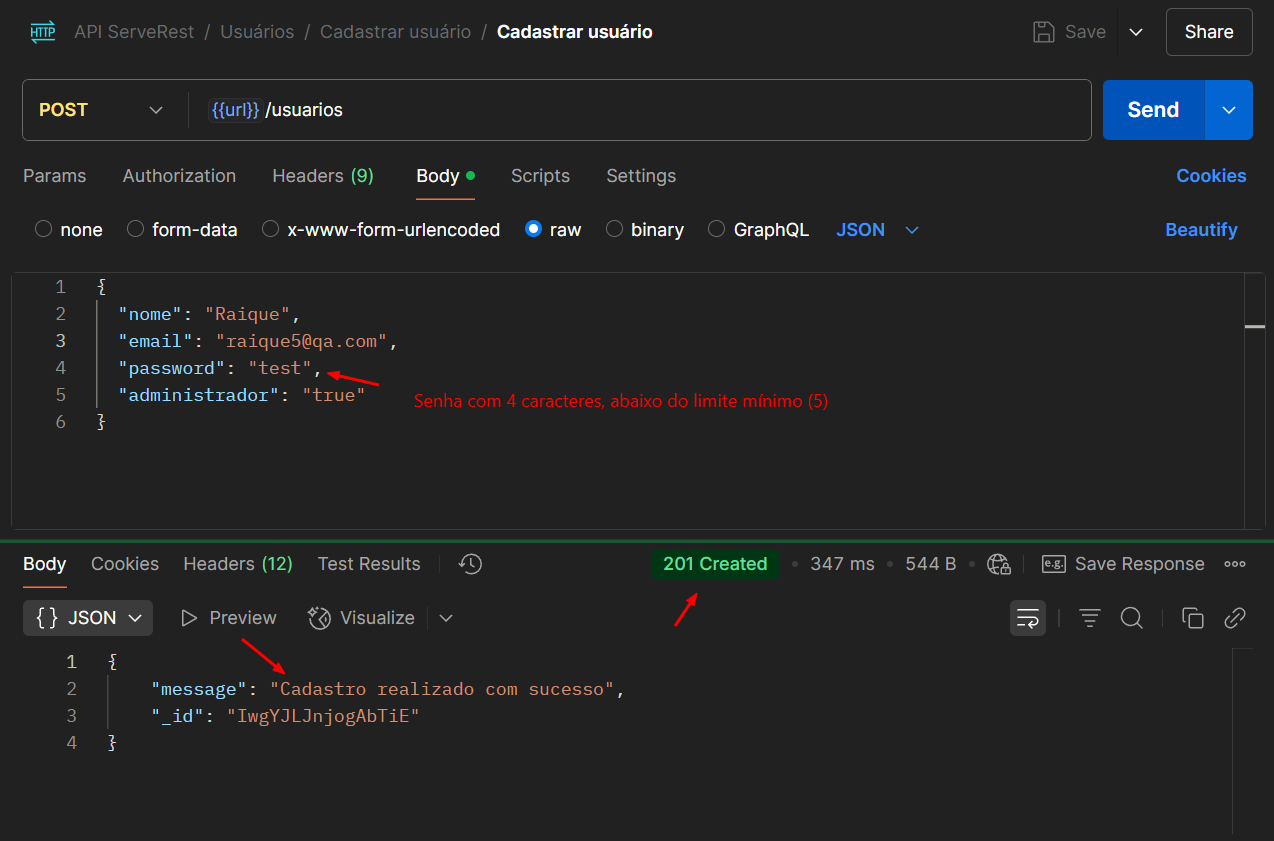 HTTP API ServeRest / Usuários / Cadastrar usuário / Cadastrar usuário Save Share
POST {{url}}/usuarios Send
Params Authorization Headers (9) Body Scripts Settings Cookies
none form-data x-www-form-urlencoded raw binary GraphQL JSON Beautify
1 {
2 "nome": "Raique",
3 "email": "raique5@qa.com",
4 "password": "test",
5 "administrador": "true"
Senha com 4 caracteres, abaixo do limite mínimo (5)
6 }
Body Cookies Headers (12) Test Results 201 Created 347 ms 544 B e.g. Save Response
{} JSON Preview Visualize
1 {
2 "message": "Cadastro realizado com sucesso",
3 "_id": "IwgYJLJnjogAbTiE"
4 }